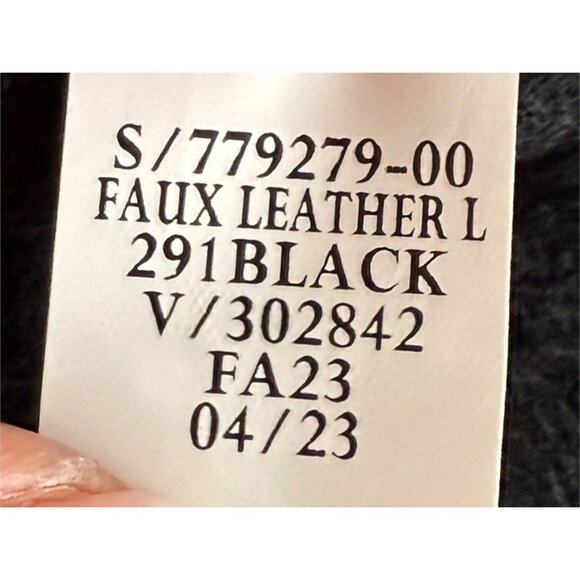 S/779279-00
FAUX LEATHER L
291BLACK
V/302842
FA23
04/23